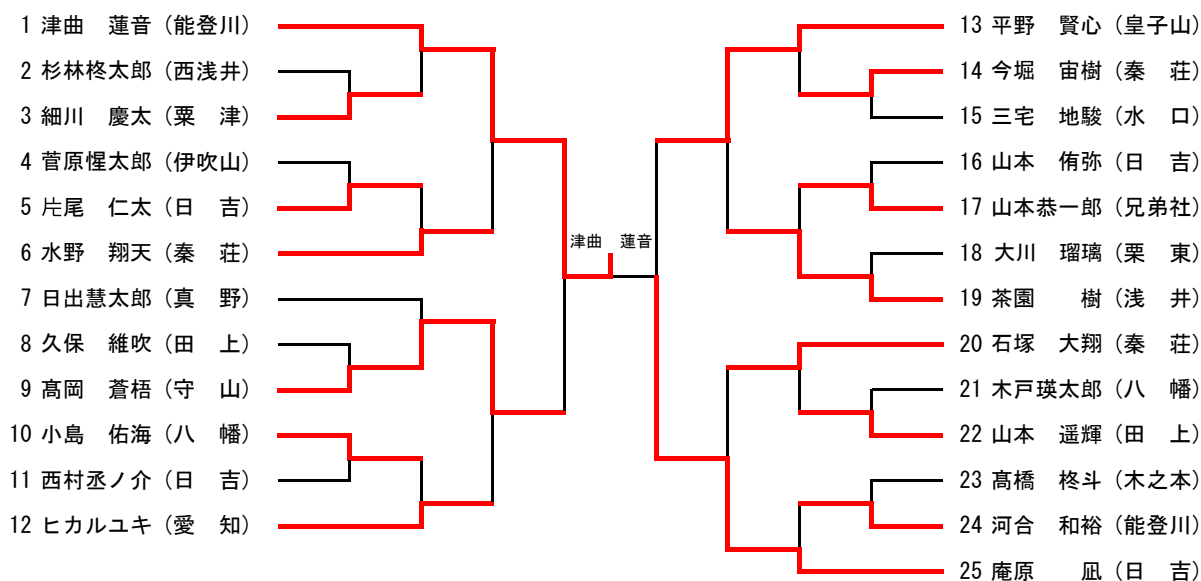 1 津曲　蓮音（能登川）
2 杉林柊太郎（西浅井）
3 細川　慶太（粟　津）
4 菅原惺太郎（伊吹山）
5 片尾　仁太（日　吉）
6 水野　翔天（秦　荘）
7 日出慧太郎（真　野）
8 久保　維吹（田　上）
9 髙岡　蒼梧（守　山）
10 小島　佑海（八　幡）
11 西村丞ノ介（日　吉）
12 ヒカルユキ（愛　知）
津曲　蓮音
13 平野　賢心（皇子山）
14 今堀　宙樹（秦　荘）
15 三宅　地駿（水　口）
16 山本　侑弥（日　吉）
17 山本恭一郎（兄弟社）
18 大川　瑠璃（栗　東）
19 茶園　　樹（浅　井）
20 石塚　大翔（秦　荘）
21 木戸瑛太郎（八　幡）
22 山本　遥輝（田　上）
23 髙橋　柊斗（木之本）
24 河合　和裕（能登川）
25 庵原　　凪（日　吉）